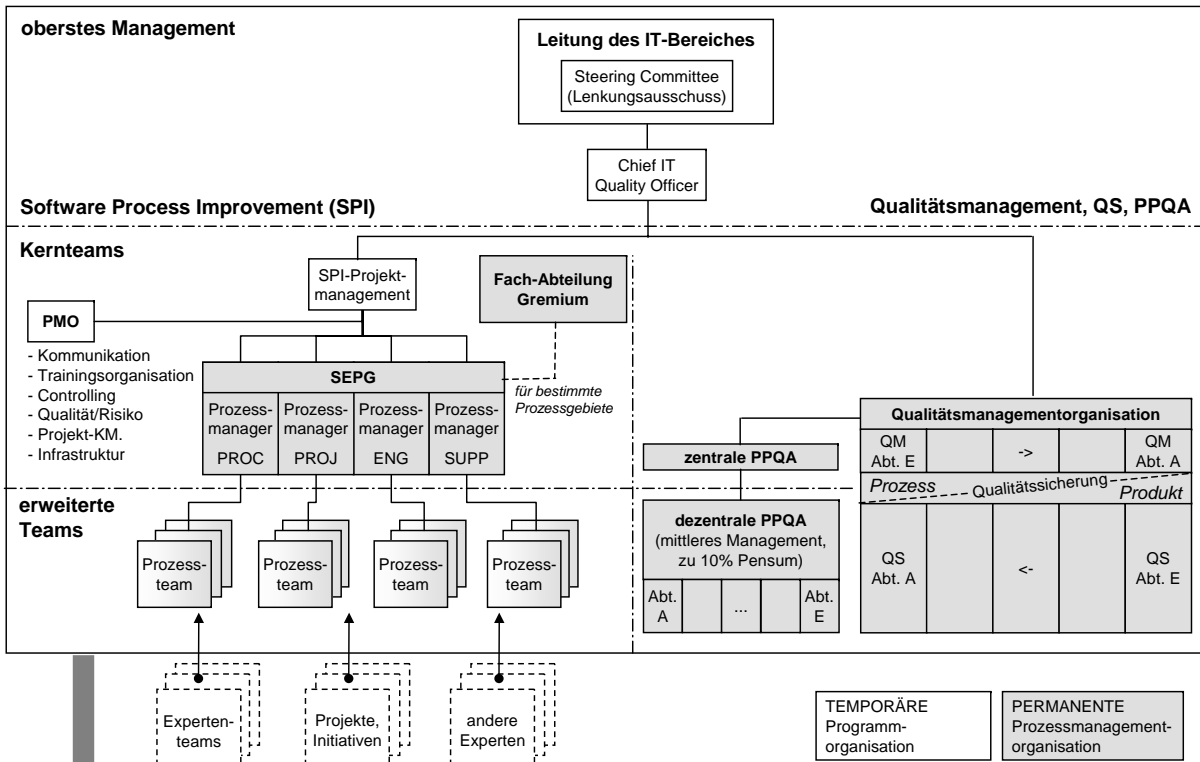 oberstes Management
Leitung des IT-Bereiches
Steering Committee
(Lenkungsausschuss)
Chief IT
Quality Officer
Software Process Improvement (SPI)
Qualitätsmanagement, QS, PPQA
Kernteams
SPI-Projekt-
management
Fach-Abteilung
Gremium
PMO
- Kommunikation
- Trainingsorganisation
- Controlling
- Qualität/Risiko
- Projekt-KM.
- Infrastruktur
SEPG
für bestimmte
Prozessgebiete
Prozess-
manager
PROC
Prozess-
manager
PROJ
Prozess-
manager
ENG
Prozess-
manager
SUPP
zentrale PPQA
Qualitätsmanagementorganisation
QM
Abt. E
->
QM
Abt. A
Prozess
Qualitätssicherung
Produkt
QS
Abt. A
<-
QS
Abt. E
erweiterte
Teams
Prozess-
team
Prozess-
team
Prozess-
team
Prozess-
team
dezentrale PPQA
(mittleres Management,
zu 10% Pensum)
Abt.
A
...
Abt.
E
Experten-
teams
Projekte,
Initiativen
andere
Experten
TEMPORÄRE
Programm-
organisation
PERMANENTE
Prozessmanagement-
organisation